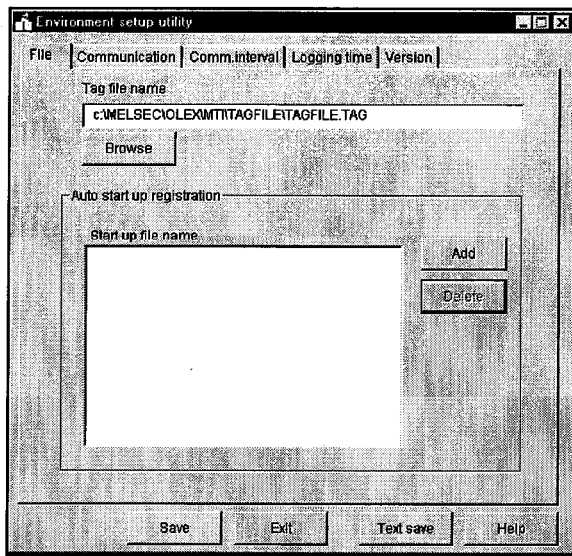 Environment setup utility
File Communication Comm.interval Logging time Version
Tag file name
c:\MELSEC\OLEX\MTI\TAGFILE\TAGFILE.TAG
Browse
Auto start up registration
Start up file name
Add
Delete
Save Exit Text save Help